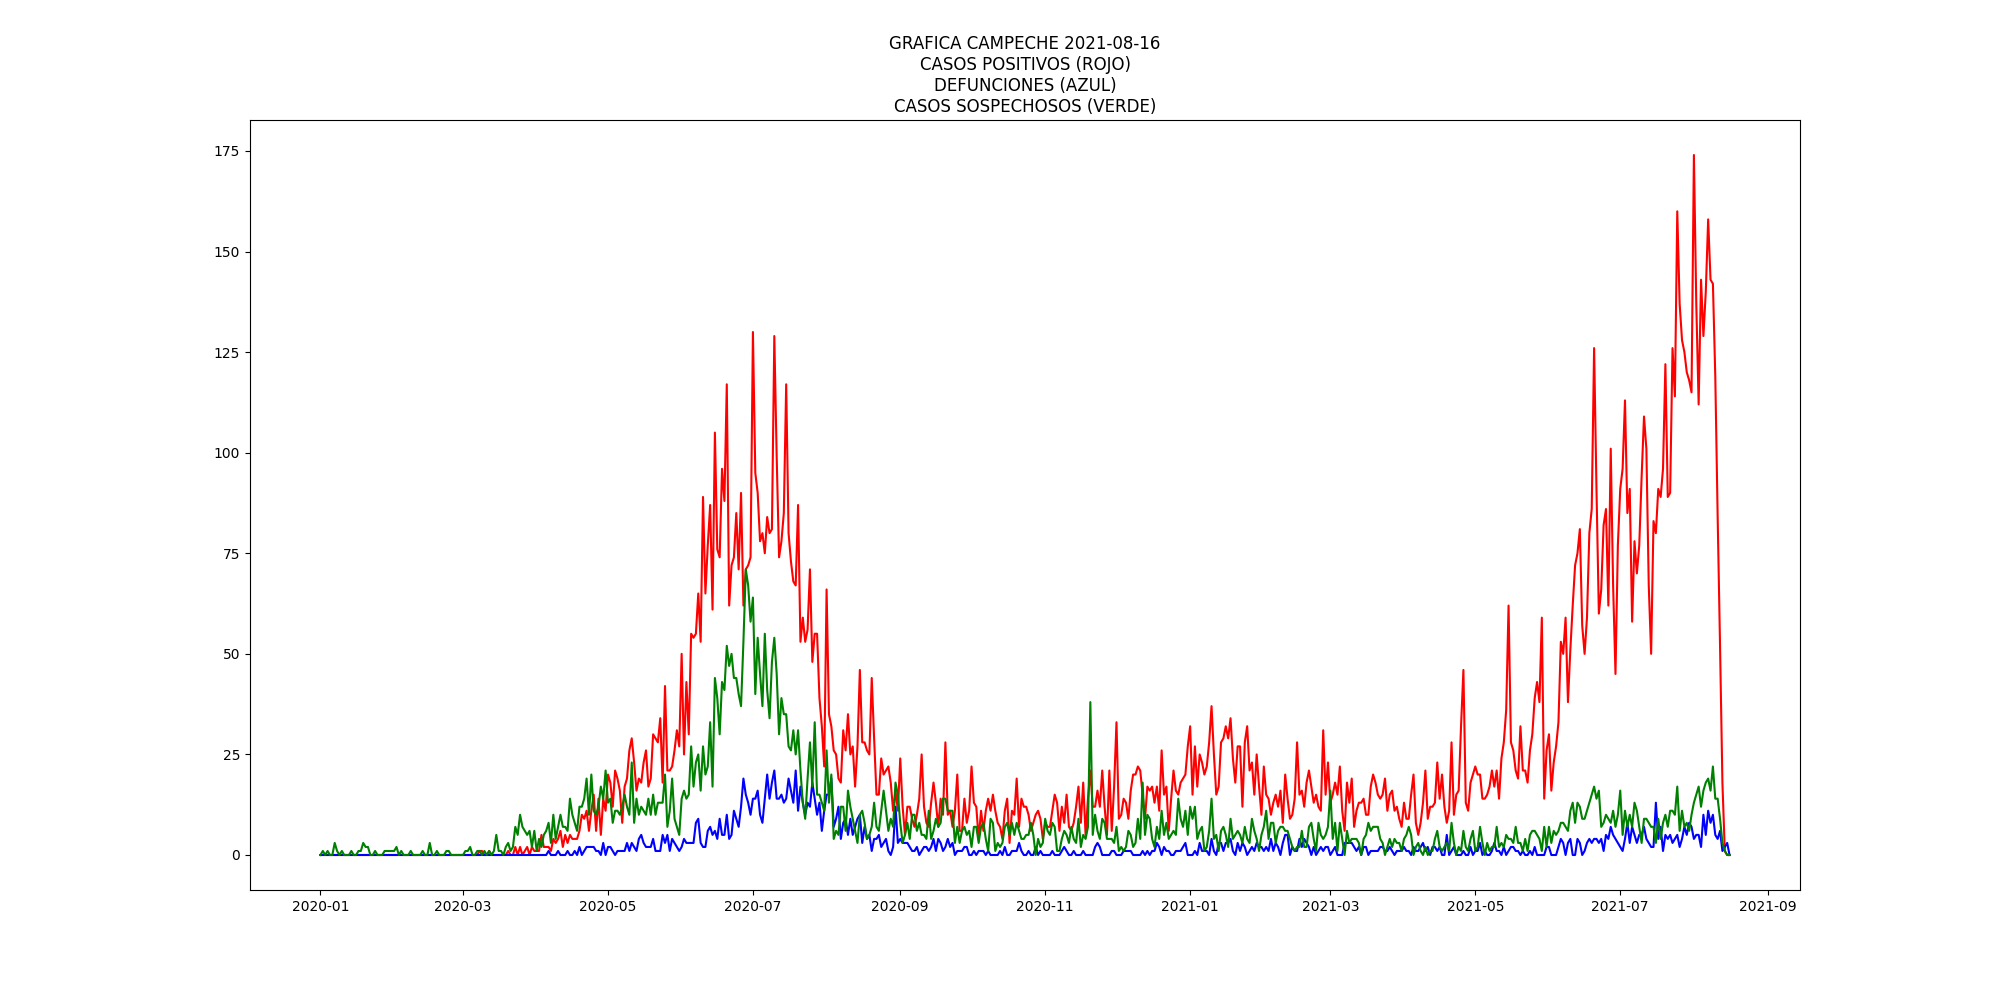 GRAFICA CAMPECHE 2021-08-16
CASOS POSITIVOS (ROJO)
DEFUNCIONES (AZUL)
CASOS SOSPECHOSOS (VERDE)
175
150
125
100
75
50
25
0
2020-01 2020-03 2020-05 2020-07 2020-09 2020-11 2021-01 2021-03 2021-05 2021-07 2021-09